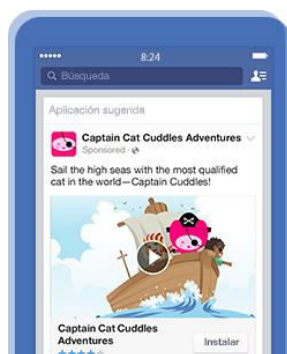 8:24
Búsqueda
Aplicación sugerida
Captain Cat Cuddles Adventures
Sponsored ·
Sail the high seas with the most qualified
cat in the world—Captain Cuddles!
Captain Cat Cuddles
Adventures
Instalar